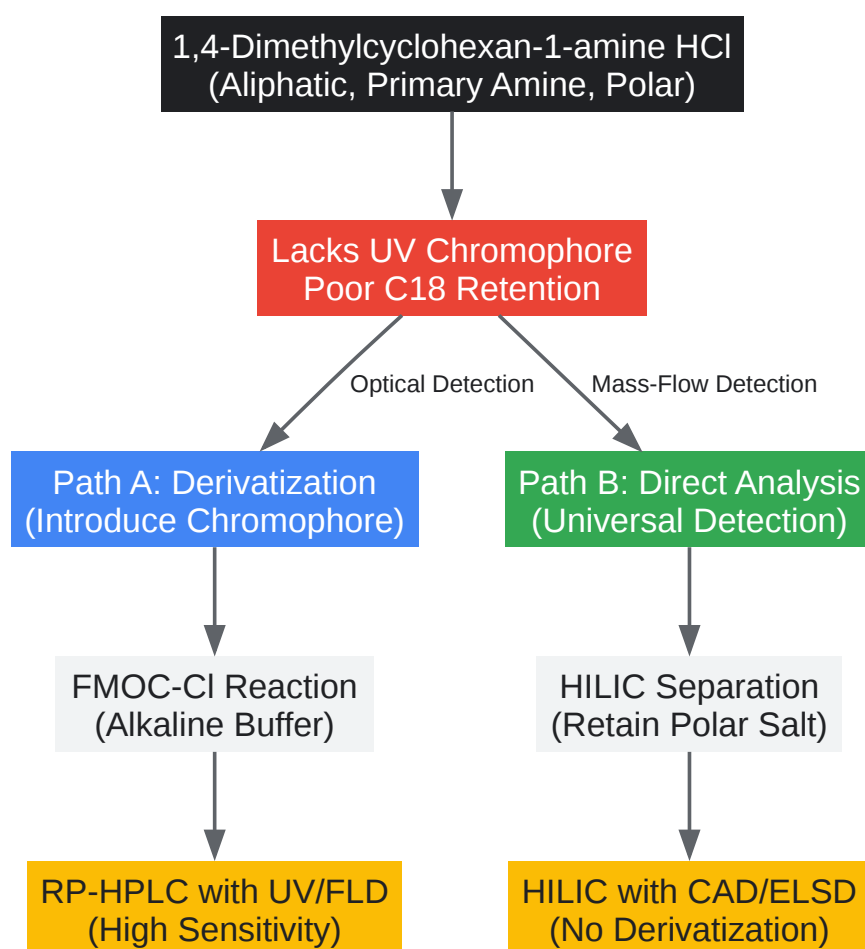 1,4-Dimethylcyclohexan-1-amine HCl
(Aliphatic, Primary Amine, Polar)
Lacks UV Chromophore
Poor C18 Retention
Optical Detection
Mass-Flow Detection
Path A: Derivatization
(Introduce Chromophore)
Path B: Direct Analysis
(Universal Detection)
FMOC-Cl Reaction
(Alkaline Buffer)
HILIC Separation
(Retain Polar Salt)
RP-HPLC with UV/FLD
(High Sensitivity)
HILIC with CAD/ELSD
(No Derivatization)